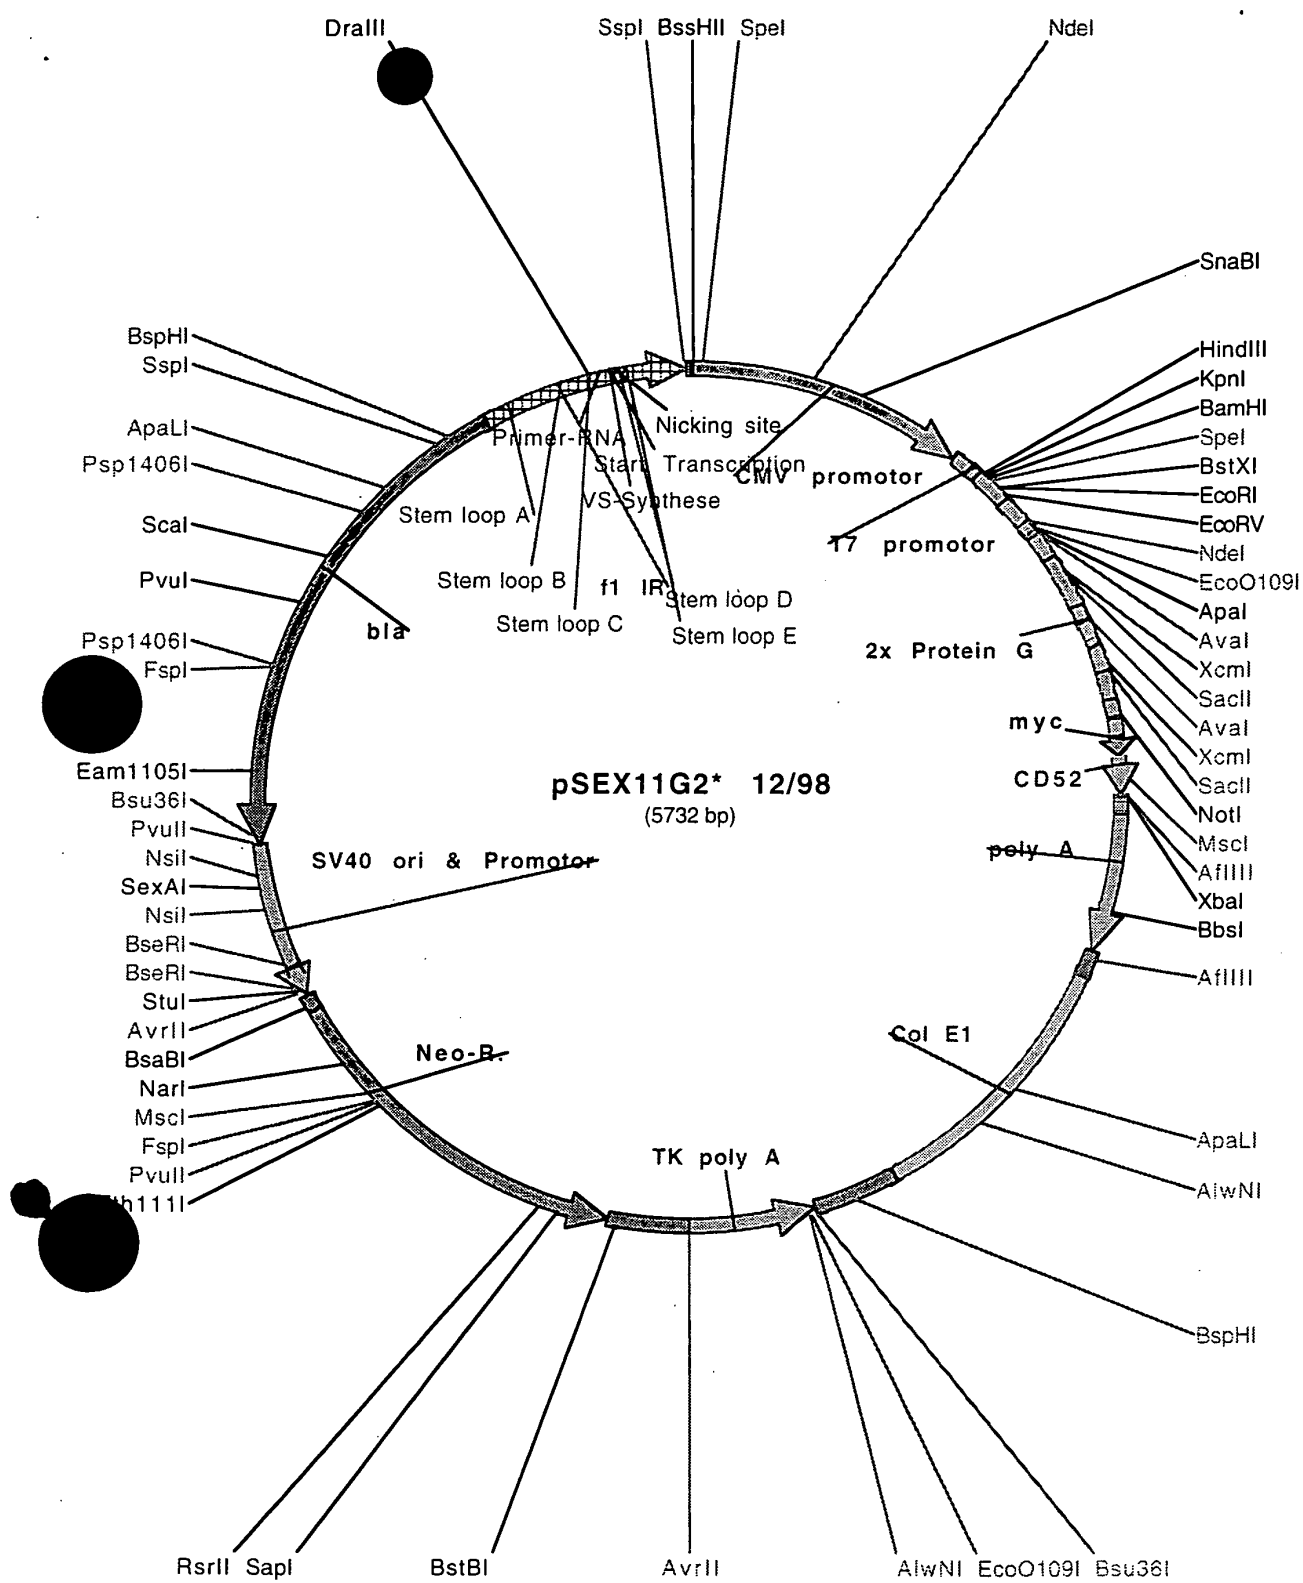 DraIII
SspI BssHII SpeI
NdeI
SnaBI
BspHI
SspI
ApaLI
Psp1406I
ScaI
PvuI
Psp1406I
FspI
Eam1105I
Bsu36I
PvuII
NsiI
SexAI
NsiI
BseRI
BseRI
StuI
AvrII
BsaBI
NarI
MscI
FspI
PvuII
th111I
HindIII
KpnI
BamHI
SpeI
BstXI
EcoRI
EcoRV
NdeI
EcoO109I
ApaI
AvaI
XcmI
SacII
AvaI
XcmI
SacII
NotI
MscI
AflIII
XbaI
BbsI
AflIII
ApaLI
AlwNI
BspHI
Primer-RNA
Nicking site
Start Transcription
VS-Synthese
CMV promotor
Stem loop A
T7 promotor
Stem loop B
f1 IR
Stem loop D
Stem loop C
Stem loop E
bla
2x Protein G
myc
CD52
pSEX11G2* 12/98
(5732 bp)
poly A
SV40 ori & Promotor
Col E1
Neo-R.
TK poly A
RsrII SapI
BstBI
AvrII
AlwNI EcoO109I Bsu36I